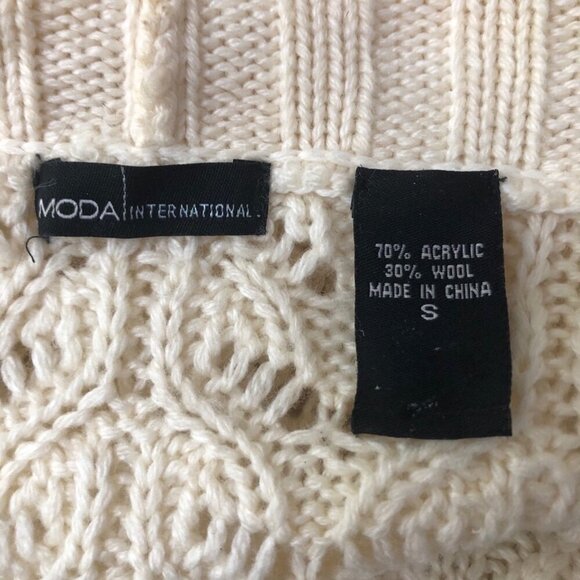 MODA INTERNATIONAL
70% ACRYLIC
30% WOOL
MADE IN CHINA
S